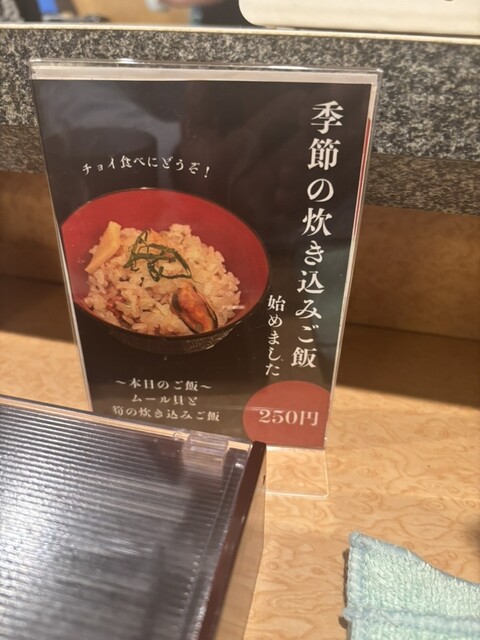 季節の炊き込みご飯
始めました
チョイ食べにどうぞ！
～本日のご飯～
ムール貝と
筍の炊き込みご飯
250円